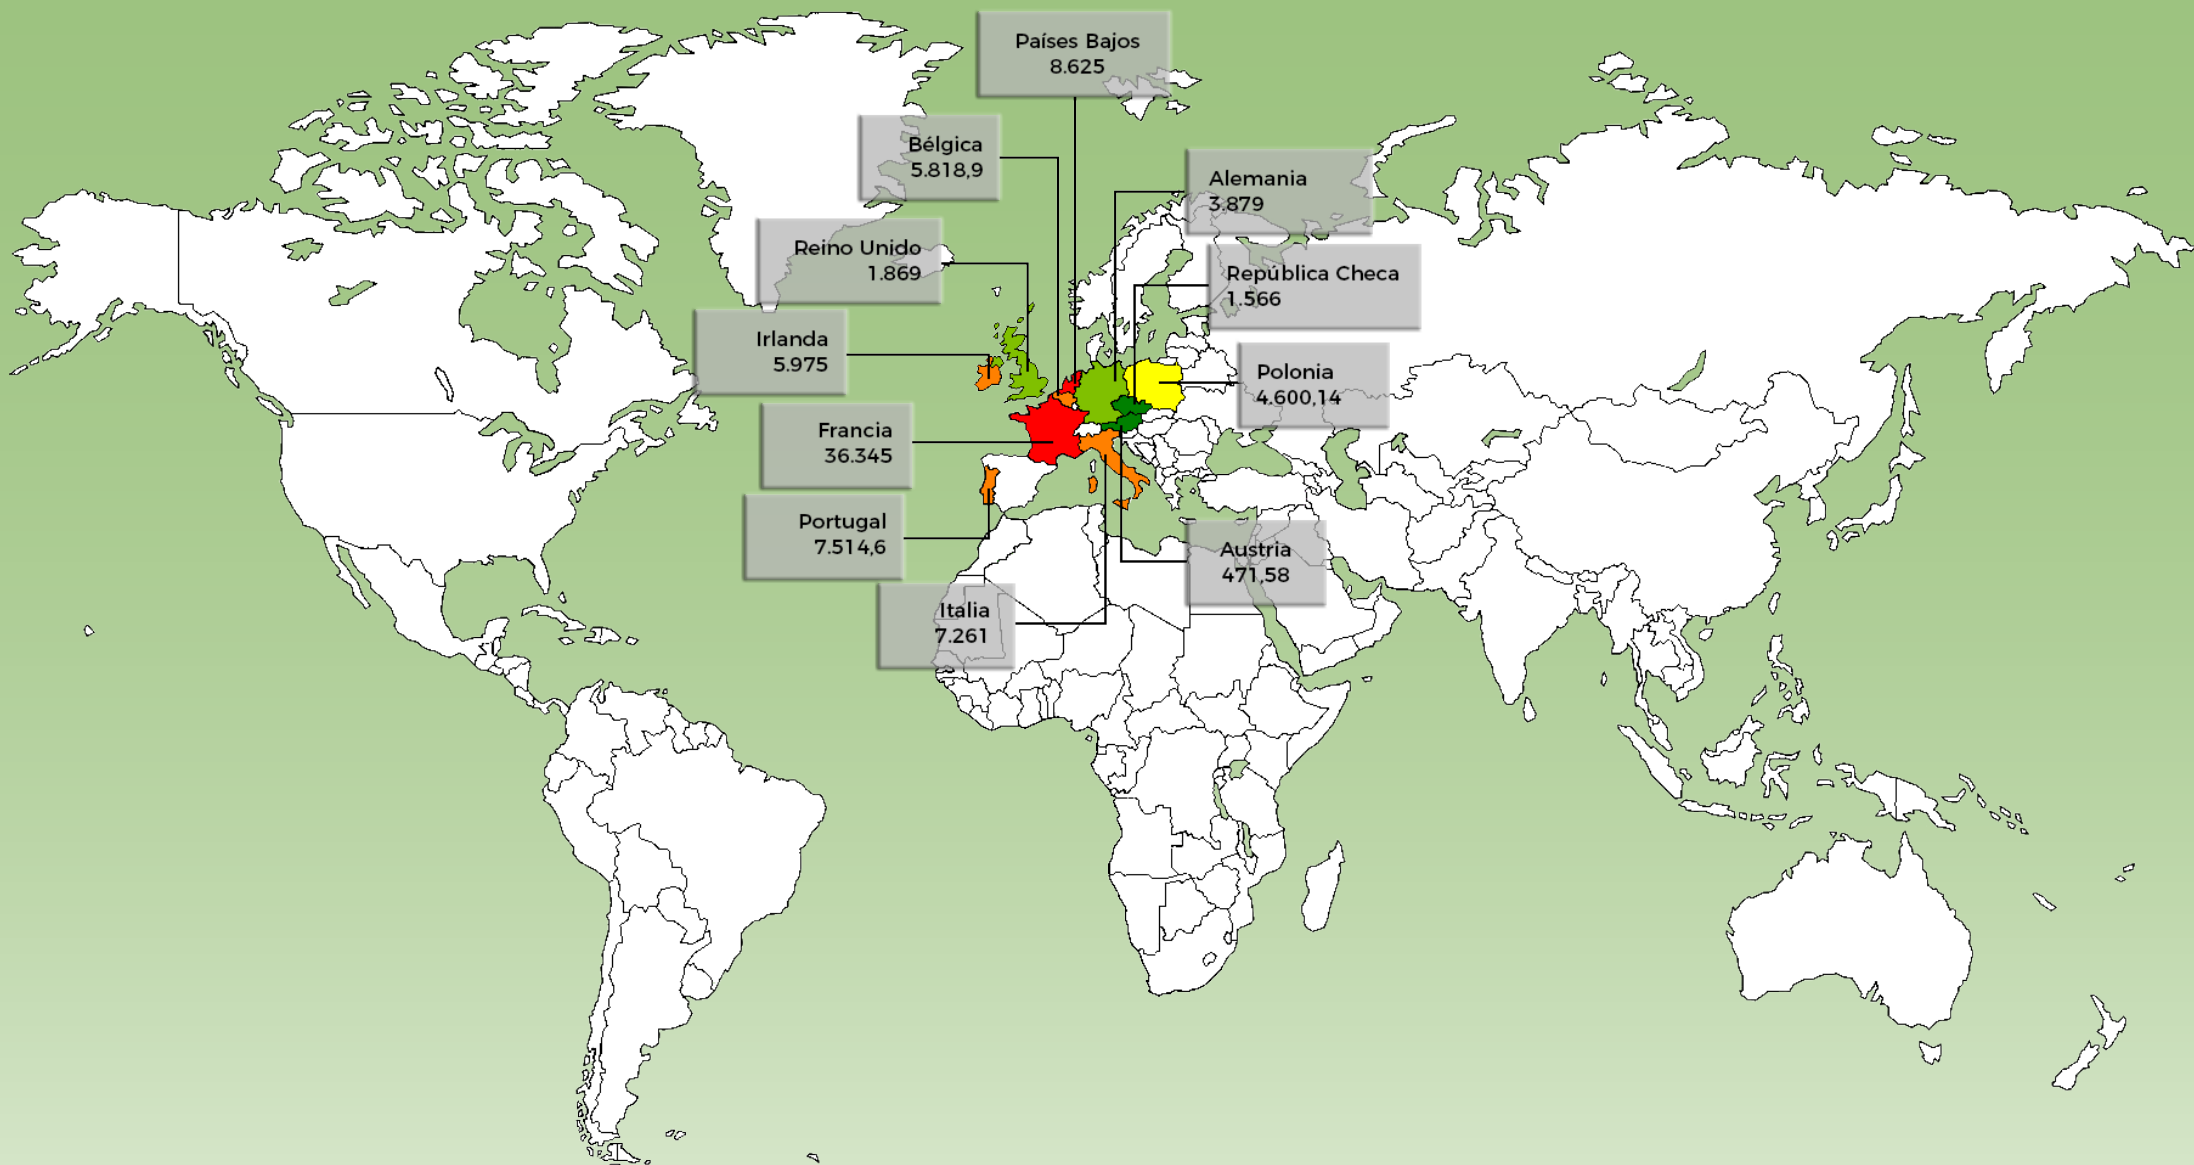 Países Bajos
8.625
Bélgica
5.818,9
Alemania
3.879
Reino Unido
1.869
República Checa
1.566
Irlanda
5.975
Polonia
4.600,14
Francia
36.345
Portugal
7.514,6
Austria
471,58
Italia
7.261